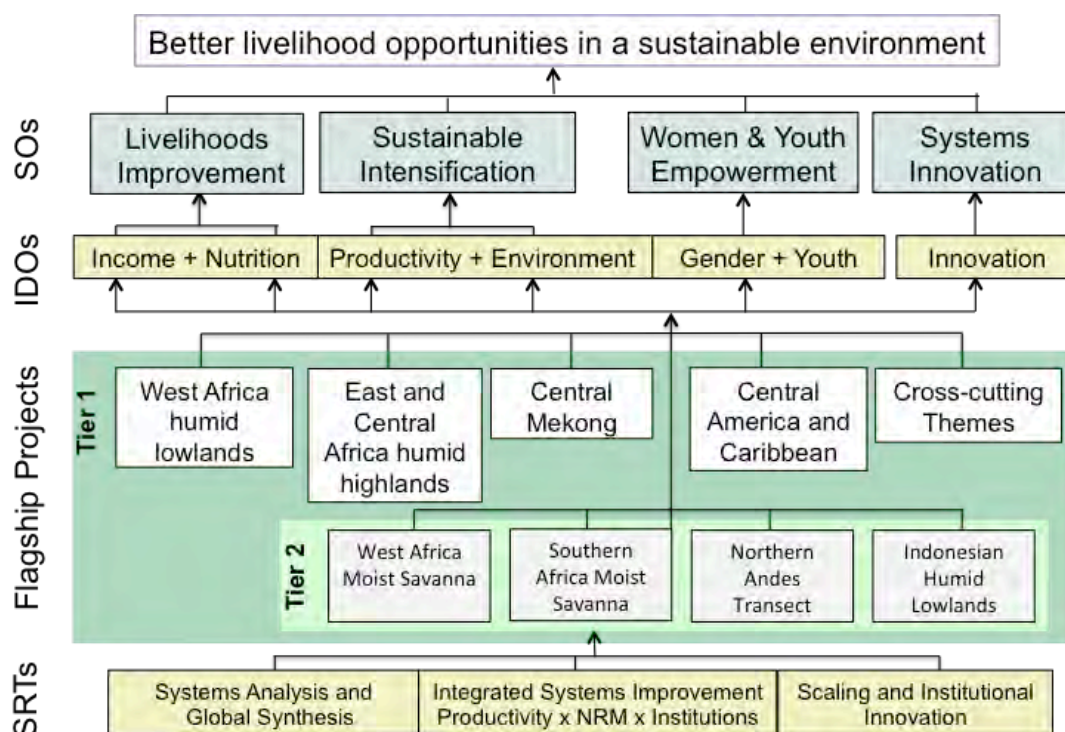 Better livelihood opportunities in a sustainable environment
SOs
Livelihoods
Improvement
Sustainable
Intensification
Women & Youth
Empowerment
Systems
Innovation
IDOs
Income + Nutrition
Productivity + Environment
Gender + Youth
Innovation
Flagship Projects
Tier 1
West Africa
humid
lowlands
East and
Central
Africa humid
highlands
Central
Mekong
Central
America and
Caribbean
Cross-cutting
Themes
Tier 2
West Africa
Moist Savanna
Southern
Africa Moist
Savanna
Northern
Andes
Transect
Indonesian
Humid
Lowlands
SSRTs
Systems Analysis and
Global Synthesis
Integrated Systems Improvement
Productivity x NRM x Institutions
Scaling and Institutional
Innovation